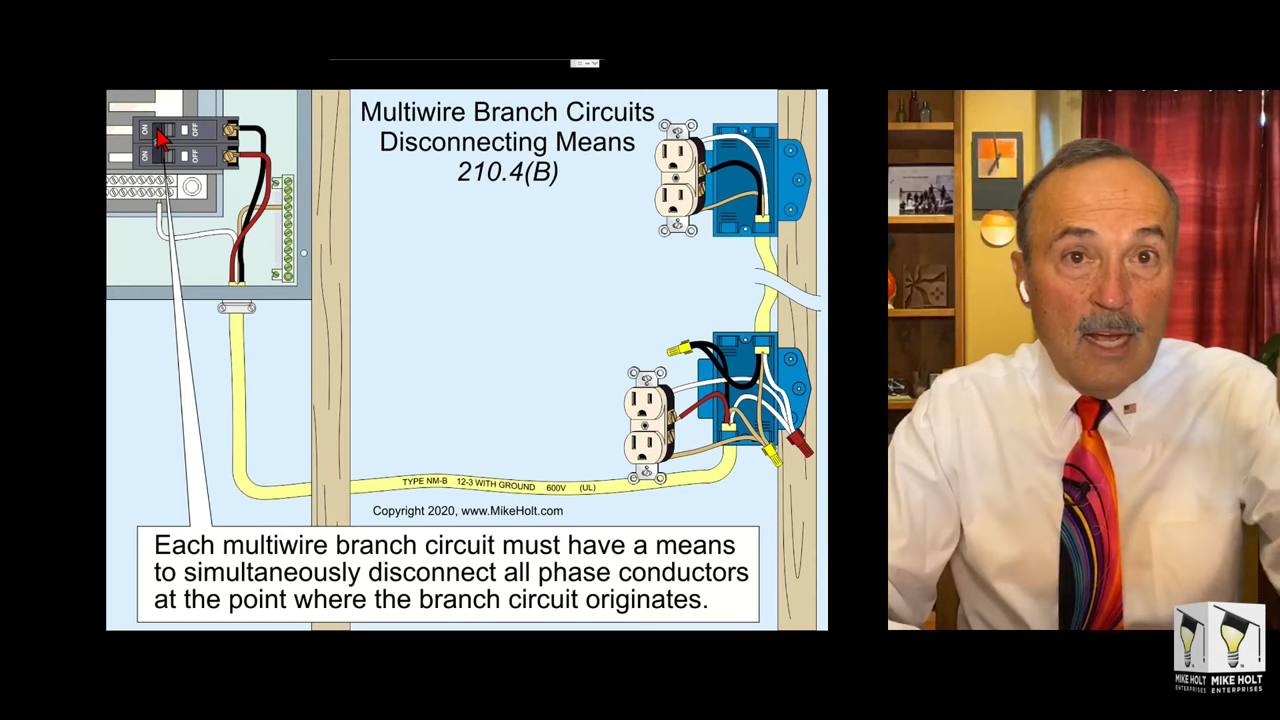 Multiwire Branch Circuits
Disconnecting Means
210.4(B)
ON OFF
ON OFF
TYPE NM-B 12-3 WITH GROUND 600V (UL)
Copyright 2020, www.MikeHolt.com
Each multiwire branch circuit must have a means
to simultaneously disconnect all phase conductors
at the point where the branch circuit originates.
MIKE HOLT
ENTERPRISES
MIKE HOLT
ENTERPRISES